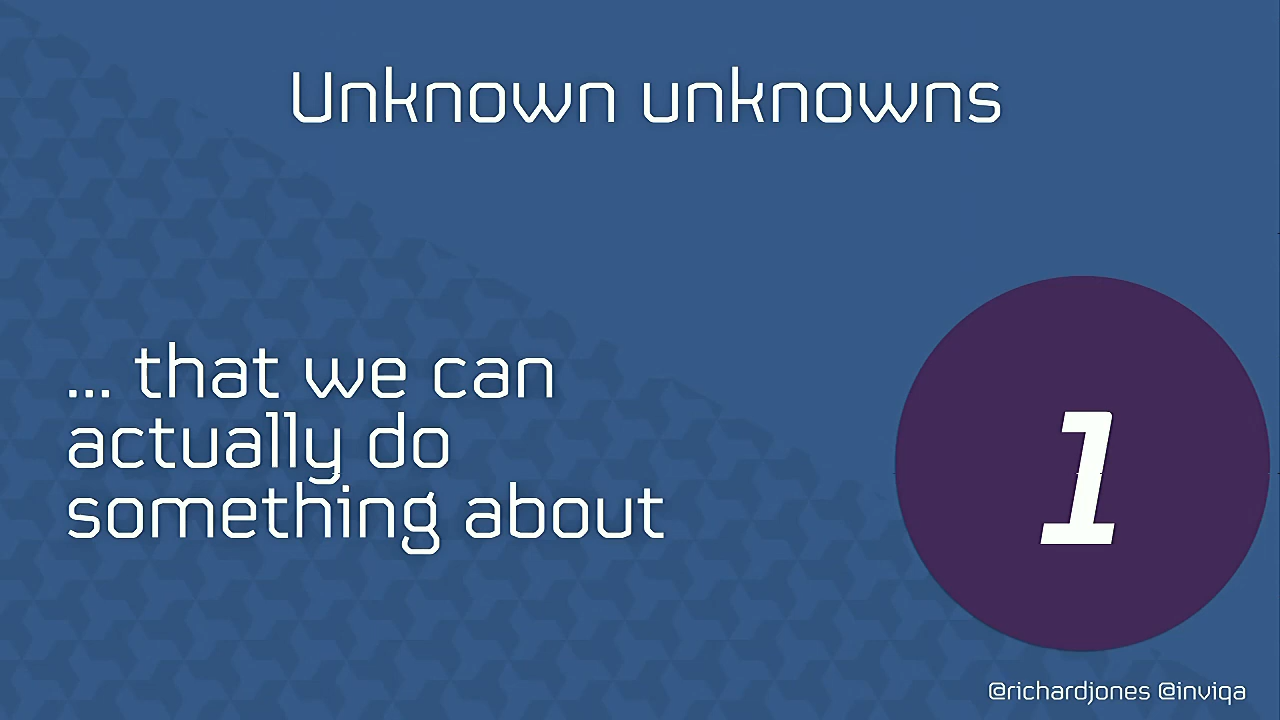 Unknown unknowns
... that we can
actually do
something about
1
@richardjones @inviqa